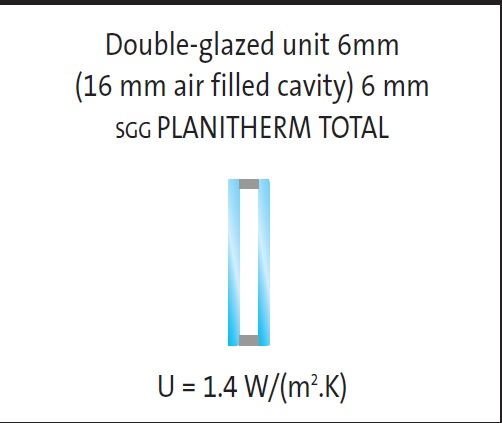 Double-glazed unit 6mm
(16 mm air filled cavity) 6 mm
SGG PLANITHERM TOTAL
U = 1.4 W/(m².K)